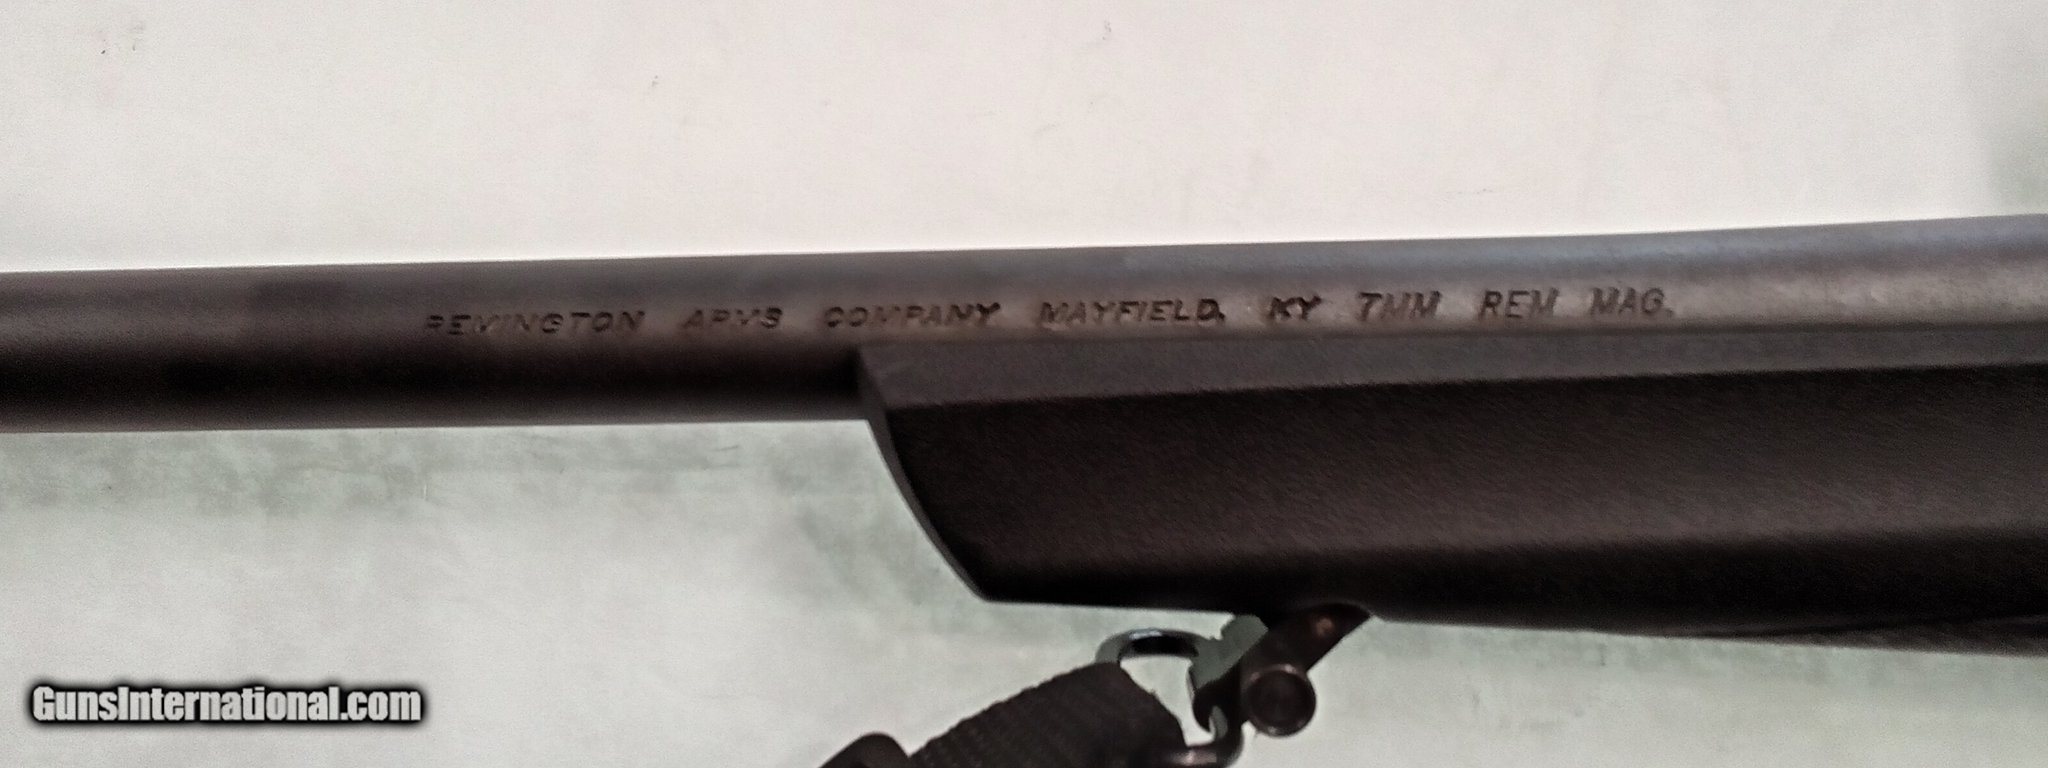 REMINGTON ARMS COMPANY MAYFIELD, KY 7MM REM MAG.
GunsInternational.com